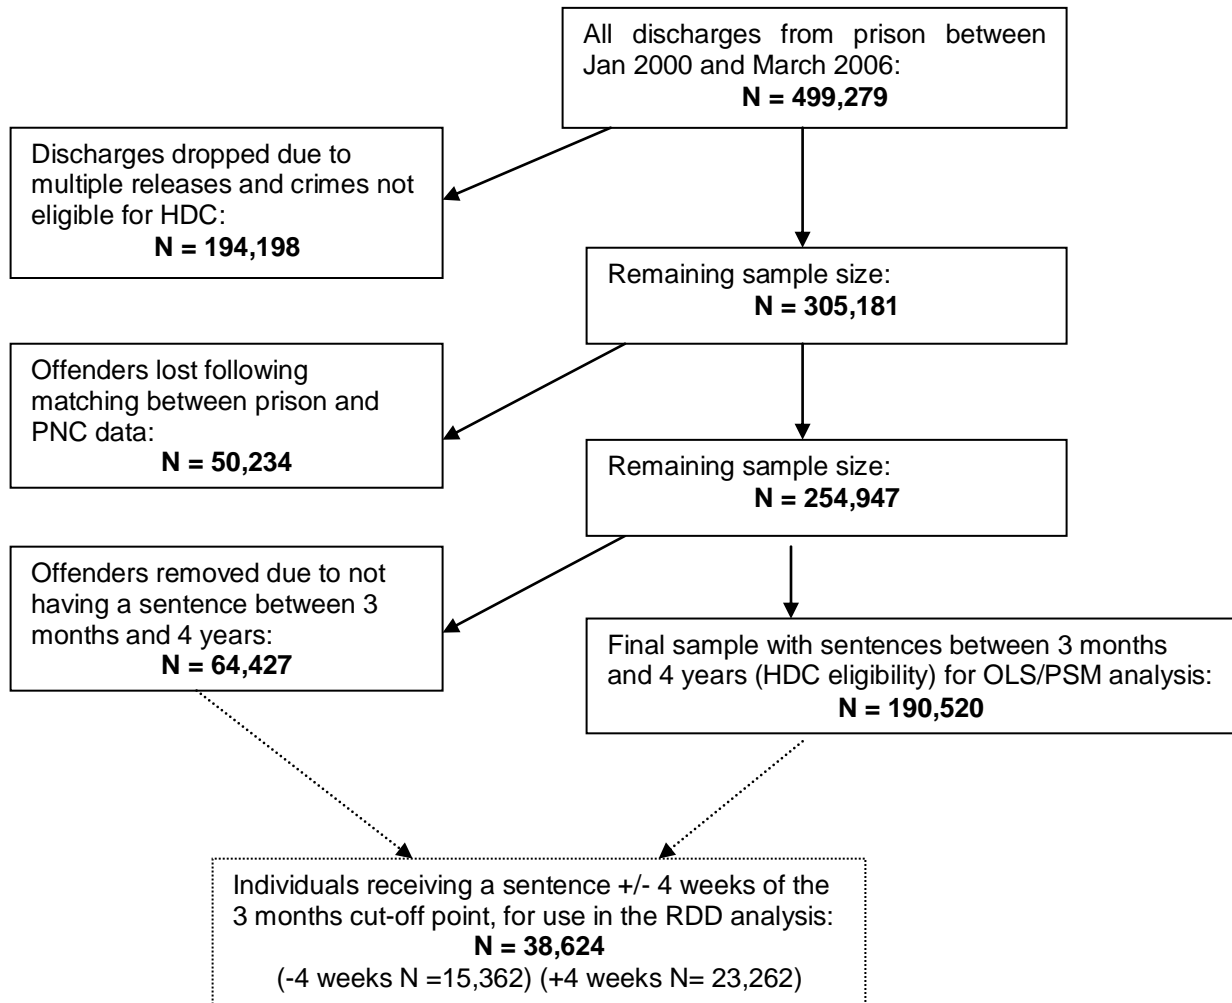 All discharges from prison between
Jan 2000 and March 2006:
N = 499,279
Discharges dropped due to
multiple releases and crimes not
eligible for HDC:
N = 194,198
Remaining sample size:
N = 305,181
Offenders lost following
matching between prison and
PNC data:
N = 50,234
Remaining sample size:
N = 254,947
Offenders removed due to not
having a sentence between 3
months and 4 years:
N = 64,427
Final sample with sentences between 3 months
and 4 years (HDC eligibility) for OLS/PSM analysis:
N = 190,520
Individuals receiving a sentence +/- 4 weeks of the
3 months cut-off point, for use in the RDD analysis:
N = 38,624
(-4 weeks N =15,362) (+4 weeks N= 23,262)